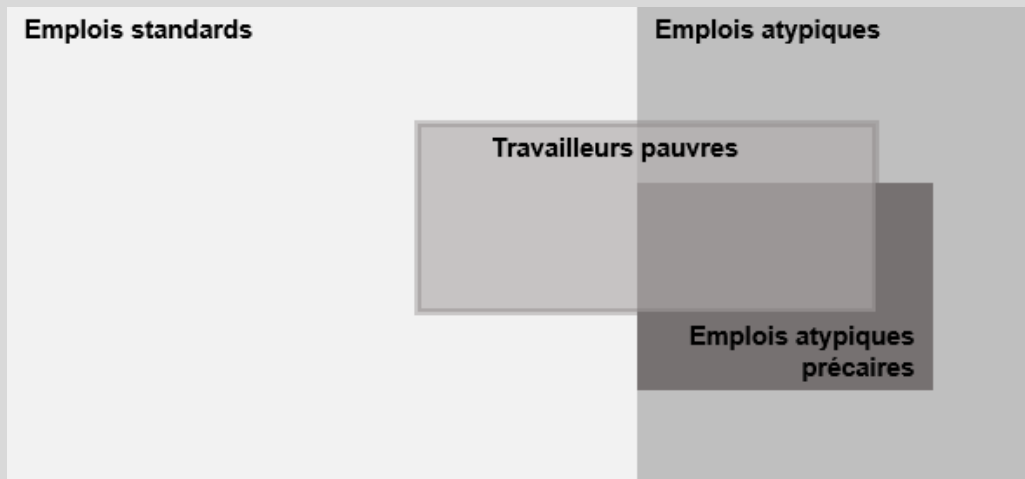 Emplois standards
Emplois atypiques
Travailleurs pauvres
Emplois atypiques
précaires